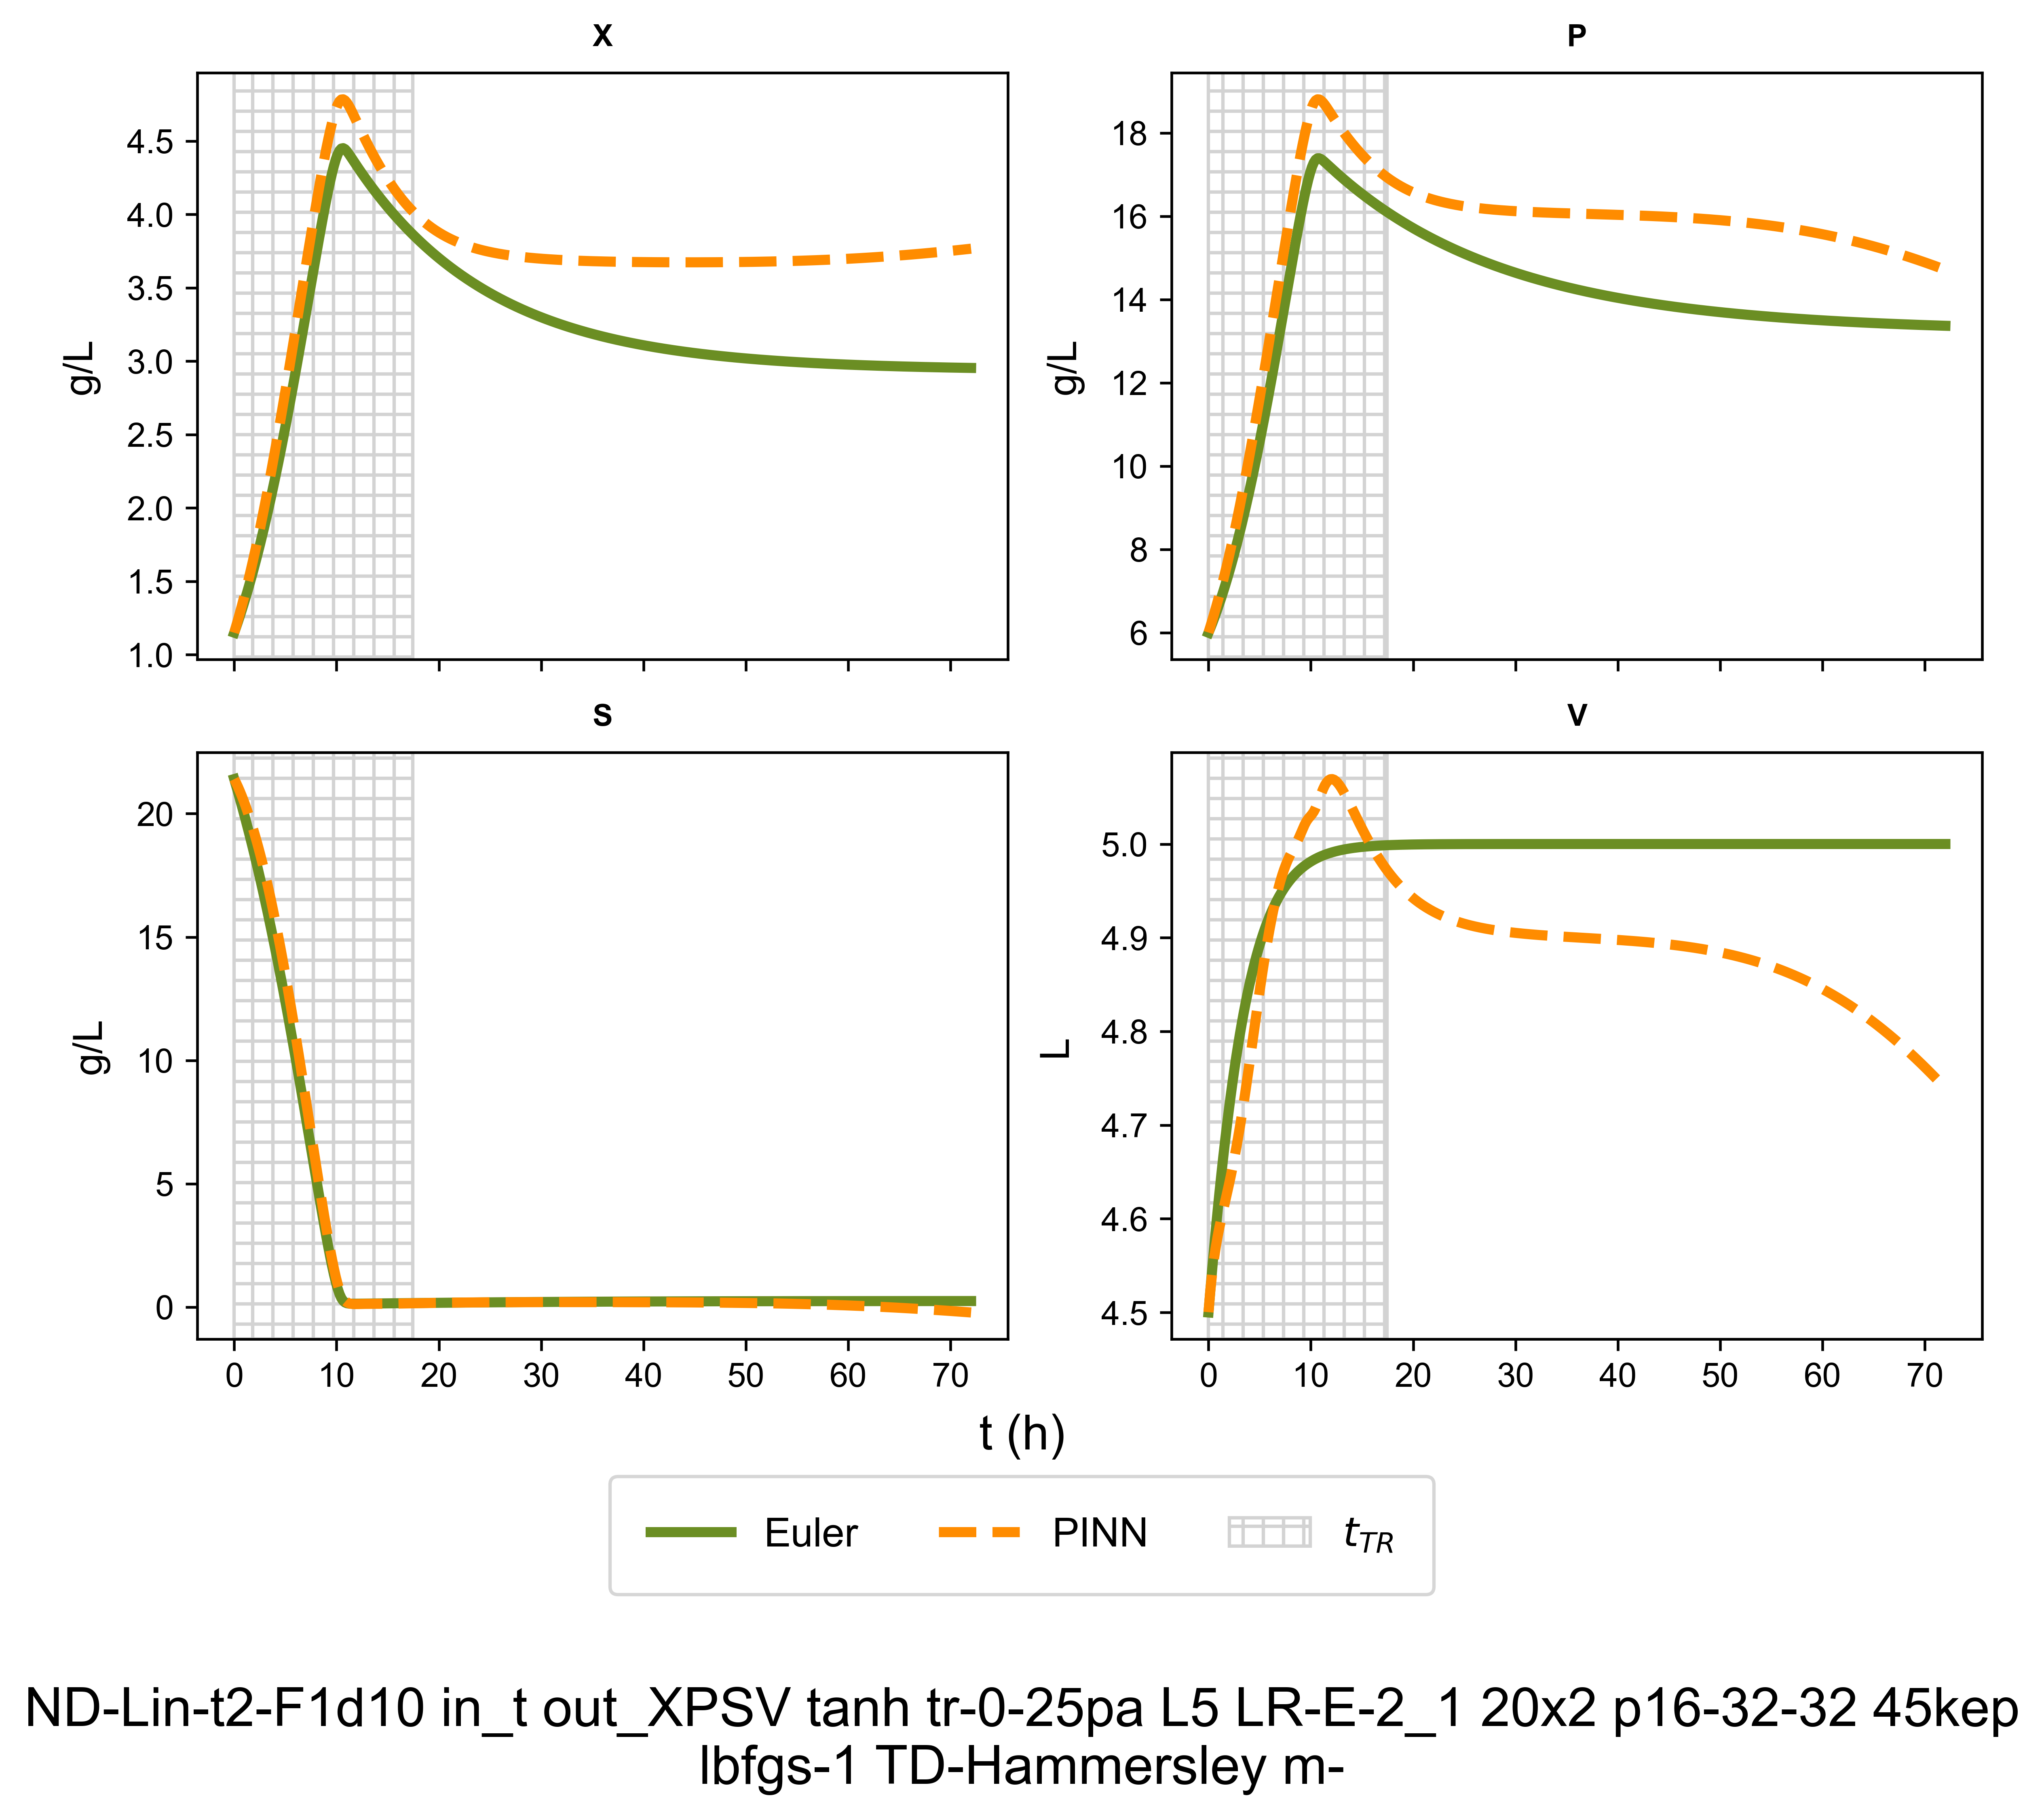 X
4.5
4.0
3.5
3.0
2.5
2.0
1.5
1.0
g/L
P
18
16
14
12
10
8
6
g/L
S
20
15
10
5
0
g/L
0 10 20 30 40 50 60 70
V
5.0
4.9
4.8
4.7
4.6
4.5
L
0 10 20 30 40 50 60 70
t (h)
Euler PINN t_TR
ND-Lin-t2-F1d10 in_t out_XPSV tanh tr-0-25pa L5 LR-E-2_1 20x2 p16-32-32 45kep
lbfgs-1 TD-Hammersley m-